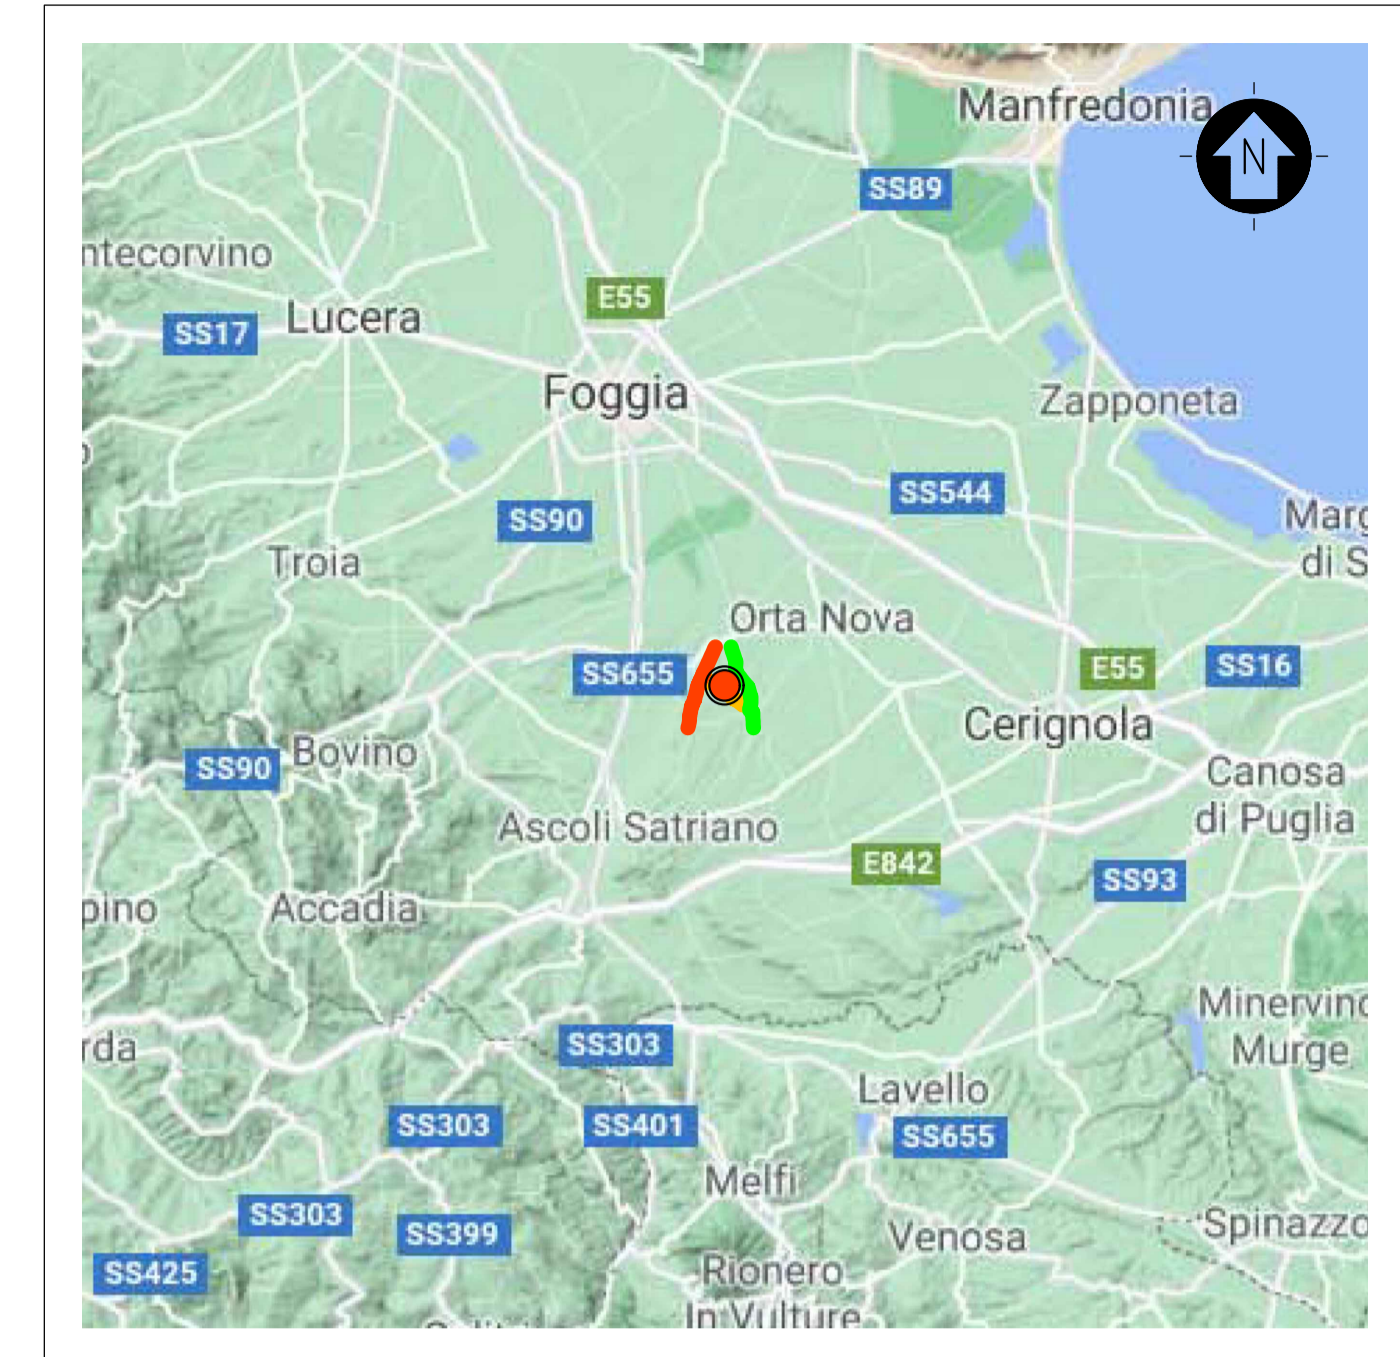 Manfredonia
N
SS89
ntecorvino
E55
Lucera
SS17
Foggia
Zapponeta
SS544
SS90
Marg
di S
Troia
Orta Nova
SS655
E55
SS16
Cerignola
Bovino
SS90
Canosa
di Puglia
Ascoli Satriano
E842
SS93
pino
Accadia
Minervino
Murge
rda
SS303
Lavello
SS303
SS401
SS655
Melfi
SS303
SS399
Venosa
Spinazzo
SS425
Rionero
In Vulture